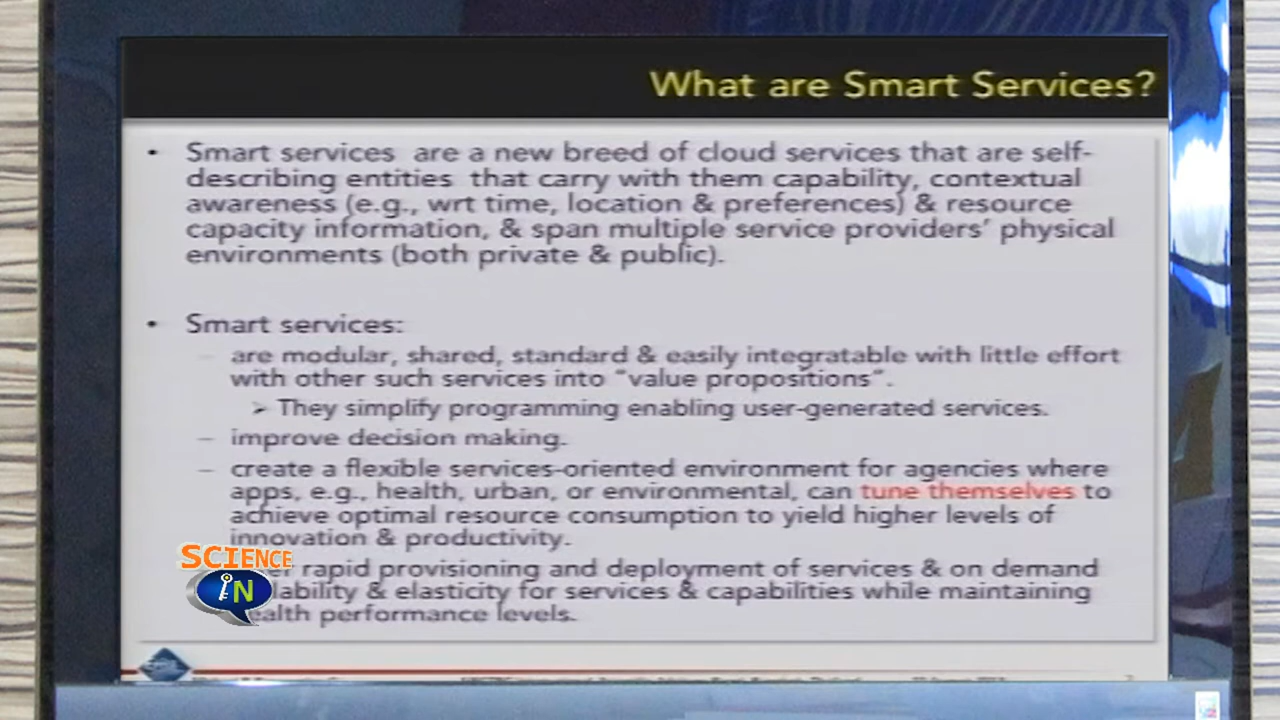 What are Smart Services?
• Smart services are a new breed of cloud services that are self-
describing entities that carry with them capability, contextual
awareness (e.g., wrt time, location & preferences) & resource
capacity information, & span multiple service providers' physical
environments (both private & public).
• Smart services:
– are modular, shared, standard & easily integratable with little effort
with other such services into "value propositions".
➢ They simplify programming enabling user-generated services.
– improve decision making.
– create a flexible services-oriented environment for agencies where
apps, e.g., health, urban, or environmental, can tune themselves to
achieve optimal resource consumption to yield higher levels of
innovation & productivity.
rapid provisioning and deployment of services & on demand
& elasticity for services & capabilities while maintaining
performance levels.
SCIENCE
iN